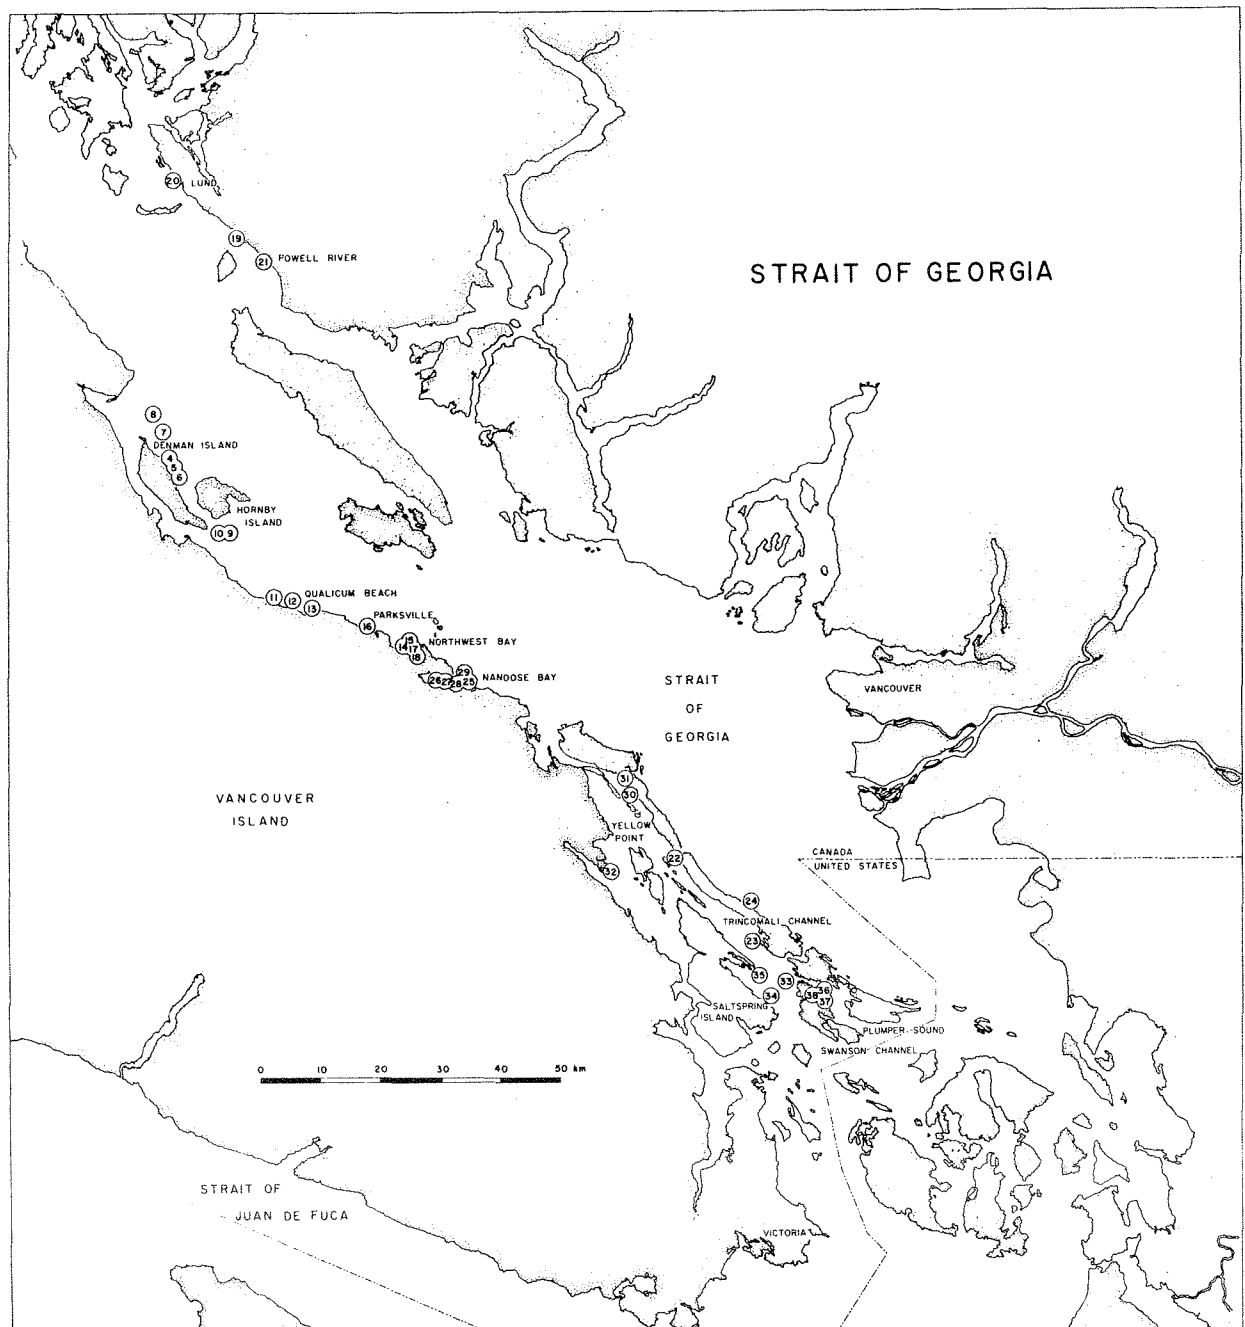 STRAIT OF GEORGIA
20 LUND
19
21 POWELL RIVER
8
7
DENMAN ISLAND
4
5
6
HORNBY
ISLAND
10 9
11 12 QUALICUM BEACH
13
PARKSVILLE
16
15 NORTHWEST BAY
14 17
18
29
26 27 28 25 NANOOSE BAY
STRAIT
OF
GEORGIA
VANCOUVER
VANCOUVER
ISLAND
31
30
YELLOW
POINT
32
22
CANADA
UNITED STATES
24
TRINCOMALI CHANNEL
23
35
33
34
38 36
37
SALTSPRING
ISLAND
PLUMPER SOUND
SWANSON CHANNEL
0 10 20 30 40 50 km
STRAIT OF
JUAN DE FUCA
VICTORIA